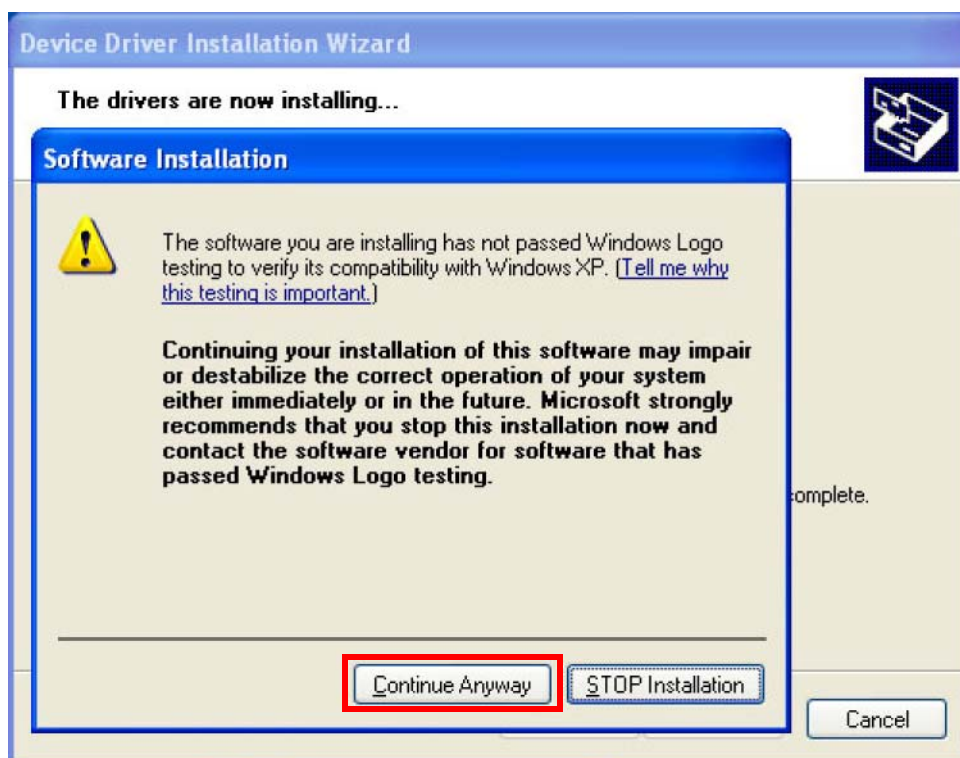 Device Driver Installation Wizard
The drivers are now installing...
Software Installation
The software you are installing has not passed Windows Logo
testing to verify its compatibility with Windows XP. (Tell me why
this testing is important.)
Continuing your installation of this software may impair
or destabilize the correct operation of your system
either immediately or in the future. Microsoft strongly
recommends that you stop this installation now and
contact the software vendor for software that has
passed Windows Logo testing.
complete.
Continue Anyway
STOP Installation
Cancel